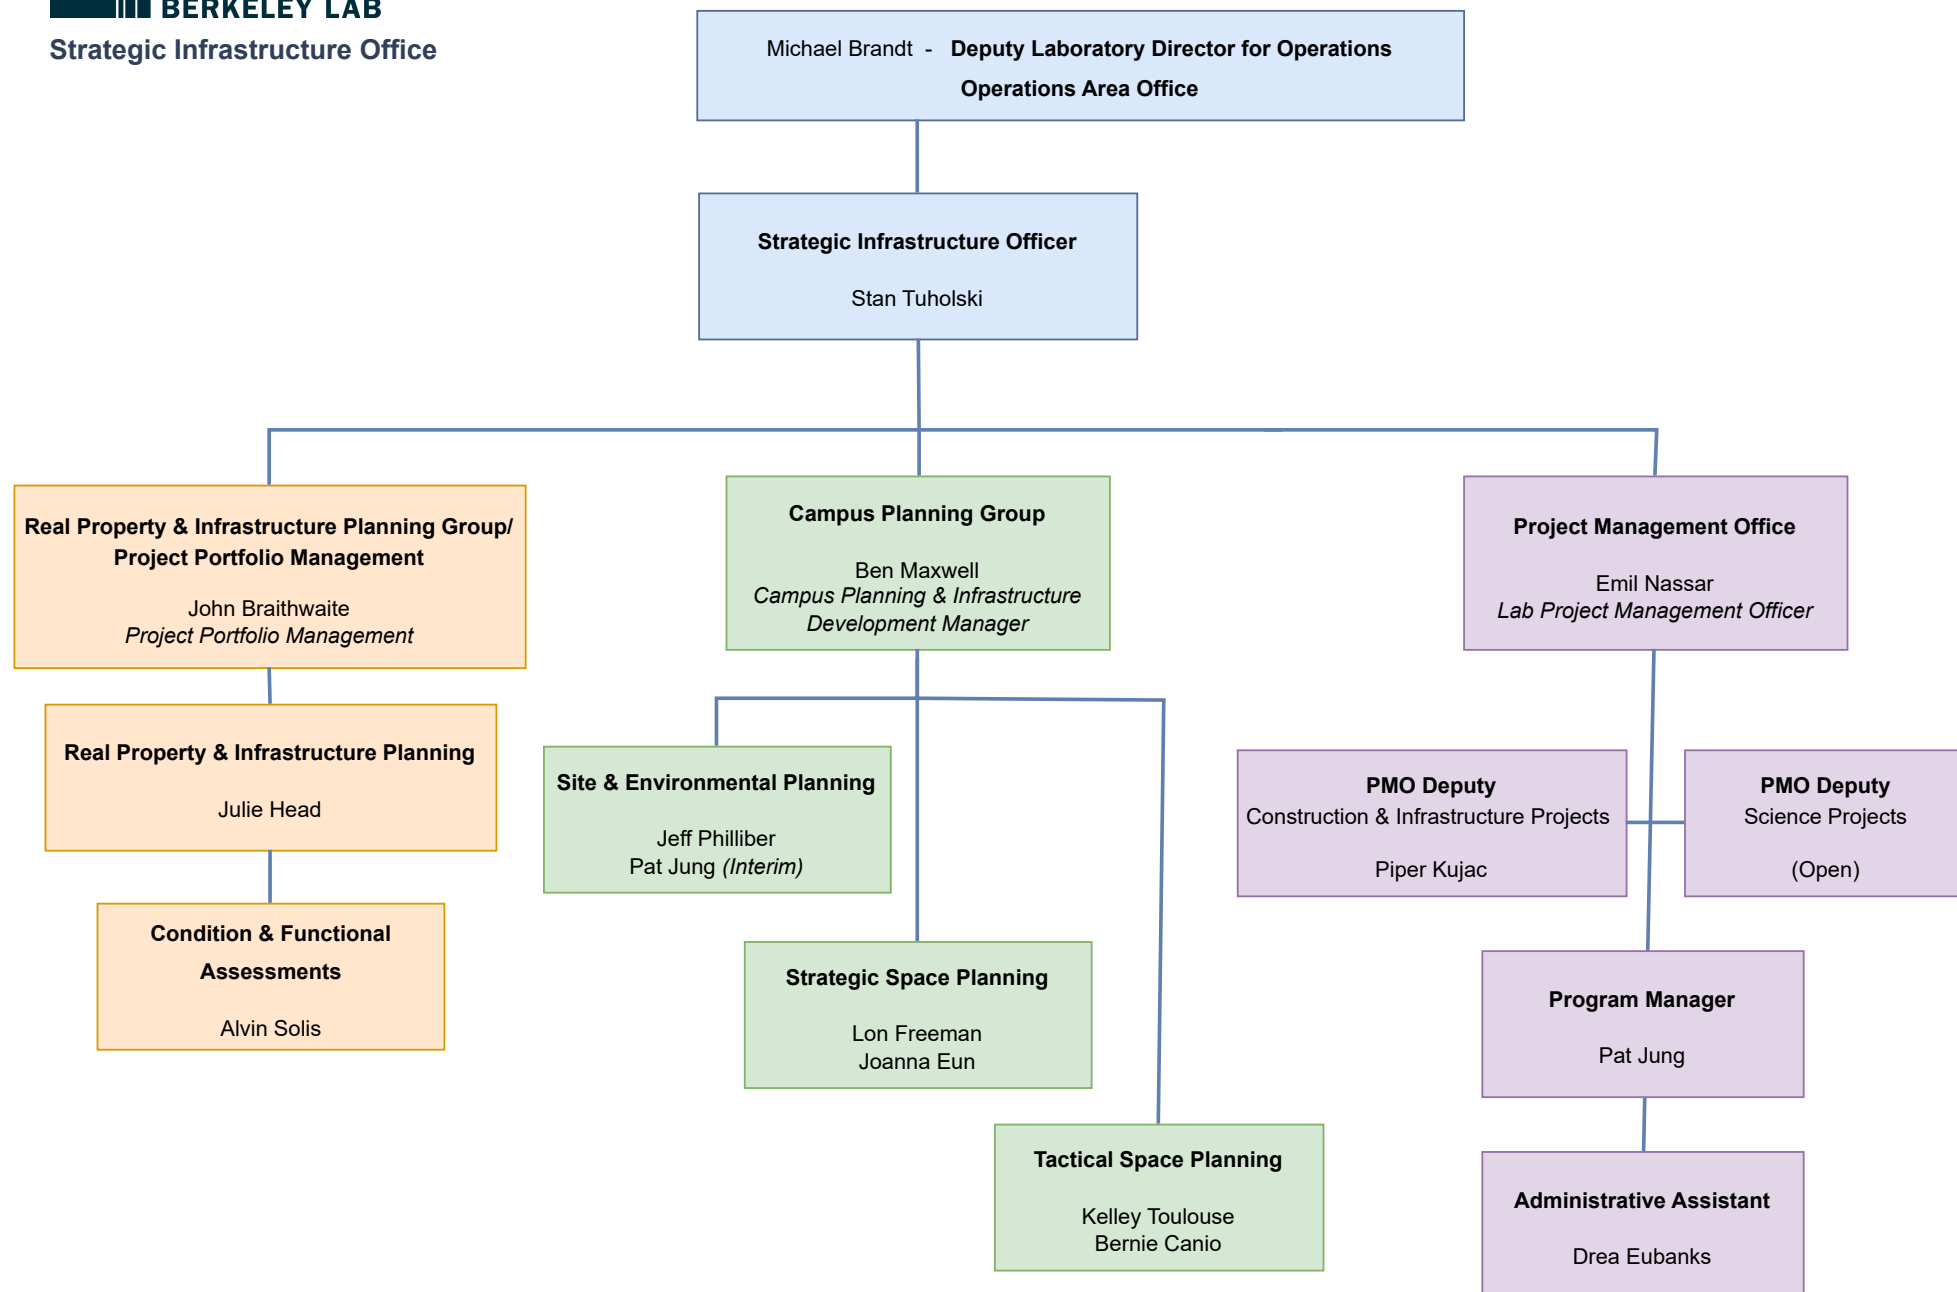 BERKELEY LAB
Strategic Infrastructure Office
Michael Brandt - Deputy Laboratory Director for Operations
Operations Area Office
Strategic Infrastructure Officer
Stan Tuholski
Real Property & Infrastructure Planning Group/
Project Portfolio Management
John Braithwaite
Project Portfolio Management
Real Property & Infrastructure Planning
Julie Head
Condition & Functional
Assessments
Alvin Solis
Campus Planning Group
Ben Maxwell
Campus Planning & Infrastructure
Development Manager
Site & Environmental Planning
Jeff Philliber
Pat Jung (Interim)
Strategic Space Planning
Lon Freeman
Joanna Eun
Tactical Space Planning
Kelley Toulouse
Bernie Canio
Project Management Office
Emil Nassar
Lab Project Management Officer
PMO Deputy
Construction & Infrastructure Projects
Piper Kujac
PMO Deputy
Science Projects
(Open)
Program Manager
Pat Jung
Administrative Assistant
Drea Eubanks